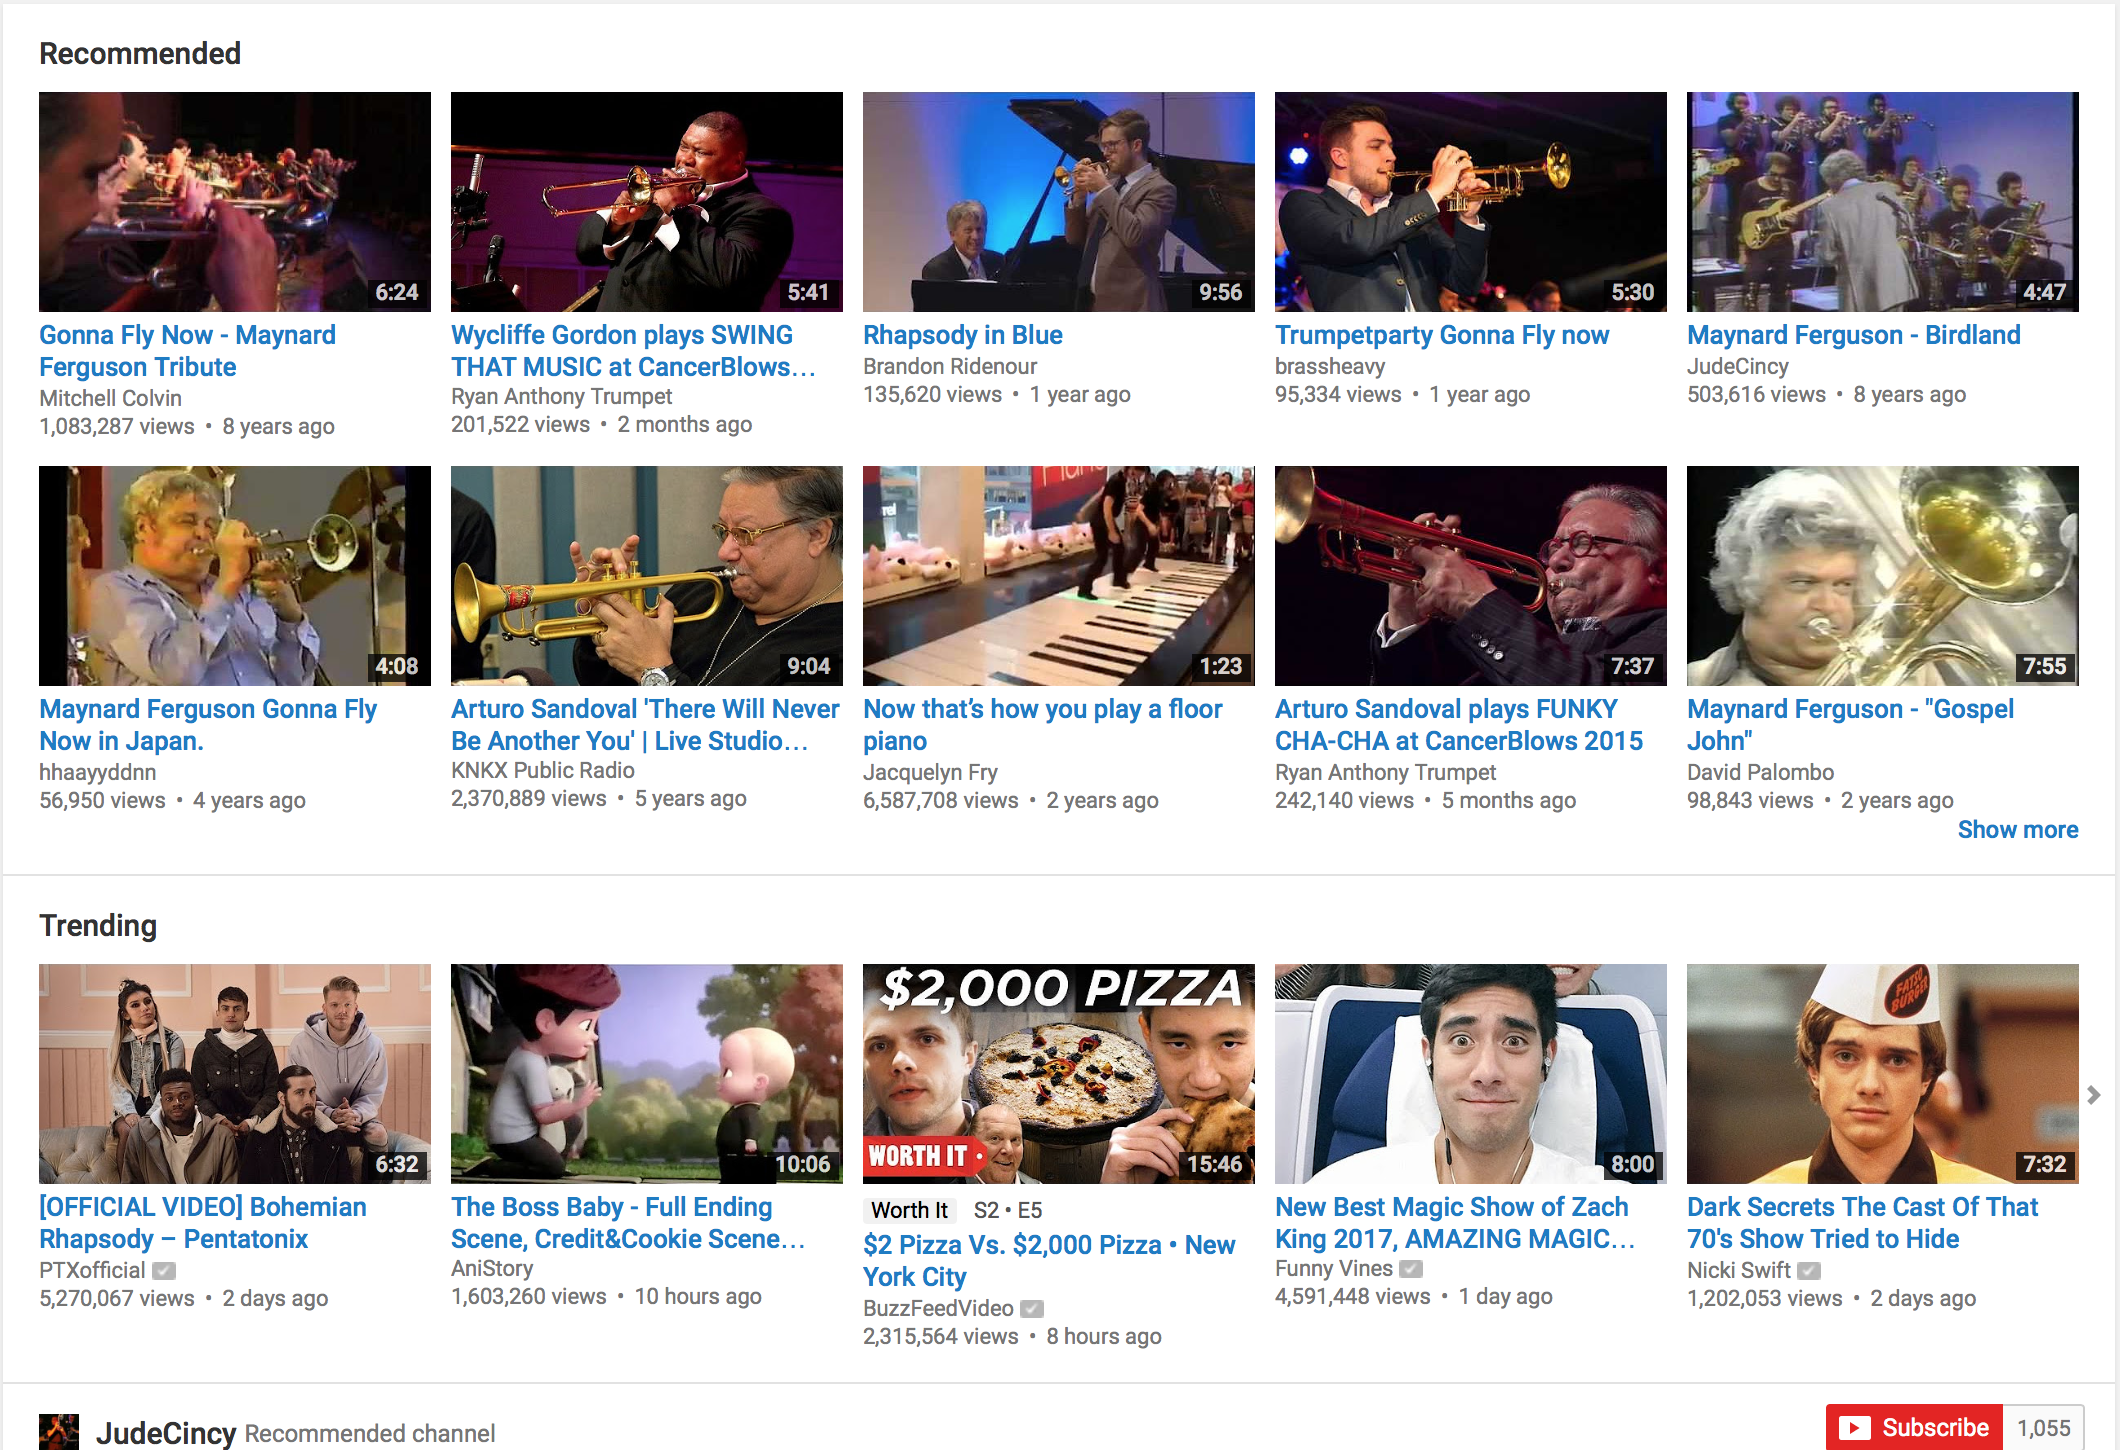 Recommended
6:24
5:41
9:56
5:30
4:47
Gonna Fly Now - Maynard
Ferguson Tribute
Mitchell Colvin
1,083,287 views • 8 years ago
Wycliffe Gordon plays SWING
THAT MUSIC at CancerBlows...
Ryan Anthony Trumpet
201,522 views • 2 months ago
Rhapsody in Blue
Brandon Ridenour
135,620 views • 1 year ago
Trumpetparty Gonna Fly now
brassheavy
95,334 views • 1 year ago
Maynard Ferguson - Birdland
JudeCincy
503,616 views • 8 years ago
4:08
9:04
1:23
7:37
7:55
Maynard Ferguson Gonna Fly
Now in Japan.
hhaayyddnn
56,950 views • 4 years ago
Arturo Sandoval 'There Will Never
Be Another You' | Live Studio...
KNKX Public Radio
2,370,889 views • 5 years ago
Now that’s how you play a floor
piano
Jacquelyn Fry
6,587,708 views • 2 years ago
Arturo Sandoval plays FUNKY
CHA-CHA at CancerBlows 2015
Ryan Anthony Trumpet
242,140 views • 5 months ago
Maynard Ferguson - "Gospel
John"
David Palombo
98,843 views • 2 years ago
Show more
Trending
6:32
10:06
$2,000 PIZZA
WORTH IT
15:46
8:00
FATSO
BURGER
7:32
[OFFICIAL VIDEO] Bohemian
Rhapsody – Pentatonix
PTXofficial
5,270,067 views • 2 days ago
The Boss Baby - Full Ending
Scene, Credit&Cookie Scene...
AniStory
1,603,260 views • 10 hours ago
Worth It S2 • E5
$2 Pizza Vs. $2,000 Pizza • New
York City
BuzzFeedVideo
2,315,564 views • 8 hours ago
New Best Magic Show of Zach
King 2017, AMAZING MAGIC...
Funny Vines
4,591,448 views • 1 day ago
Dark Secrets The Cast Of That
70's Show Tried to Hide
Nicki Swift
1,202,053 views • 2 days ago
JudeCincy Recommended channel
Subscribe 1,055